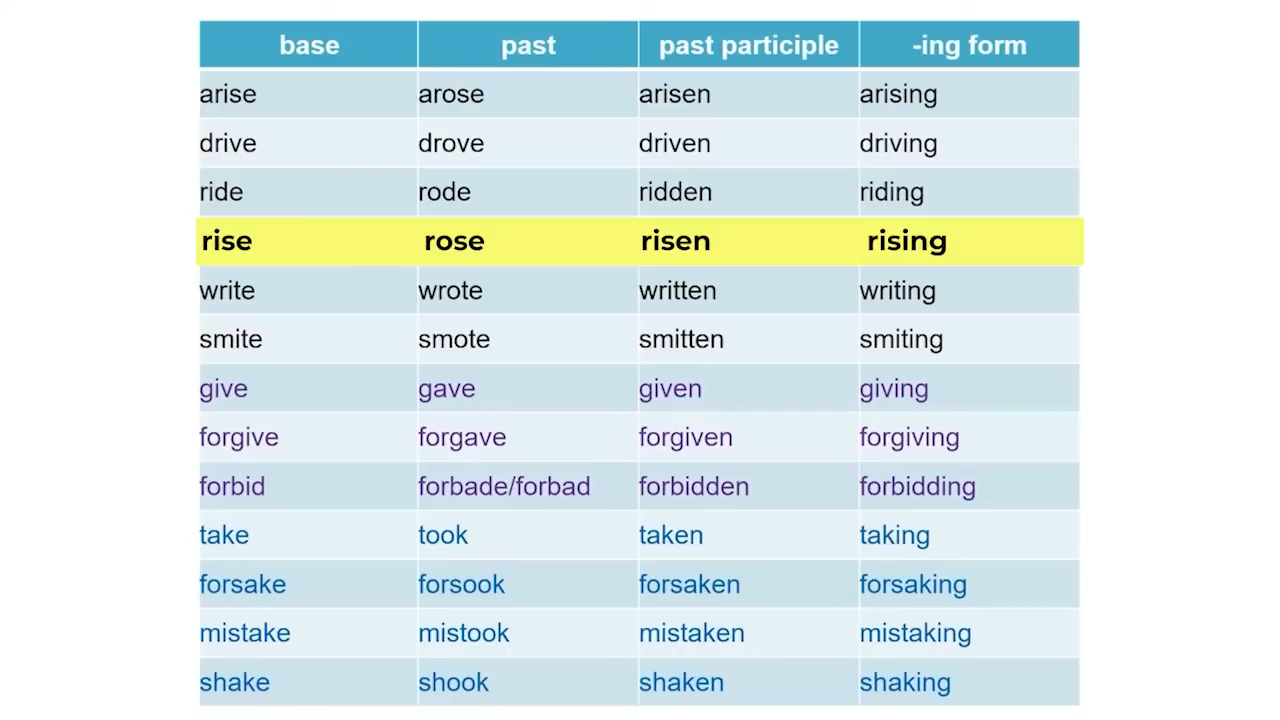 base past past participle -ing form
arise arose arisen arising
drive drove driven driving
ride rode ridden riding
rise rose risen rising
write wrote written writing
smite smote smitten smiting
give gave given giving
forgive forgave forgiven forgiving
forbid forbade/forbad forbidden forbidding
take took taken taking
forsake forsook forsaken forsaking
mistake mistook mistaken mistaking
shake shook shaken shaking